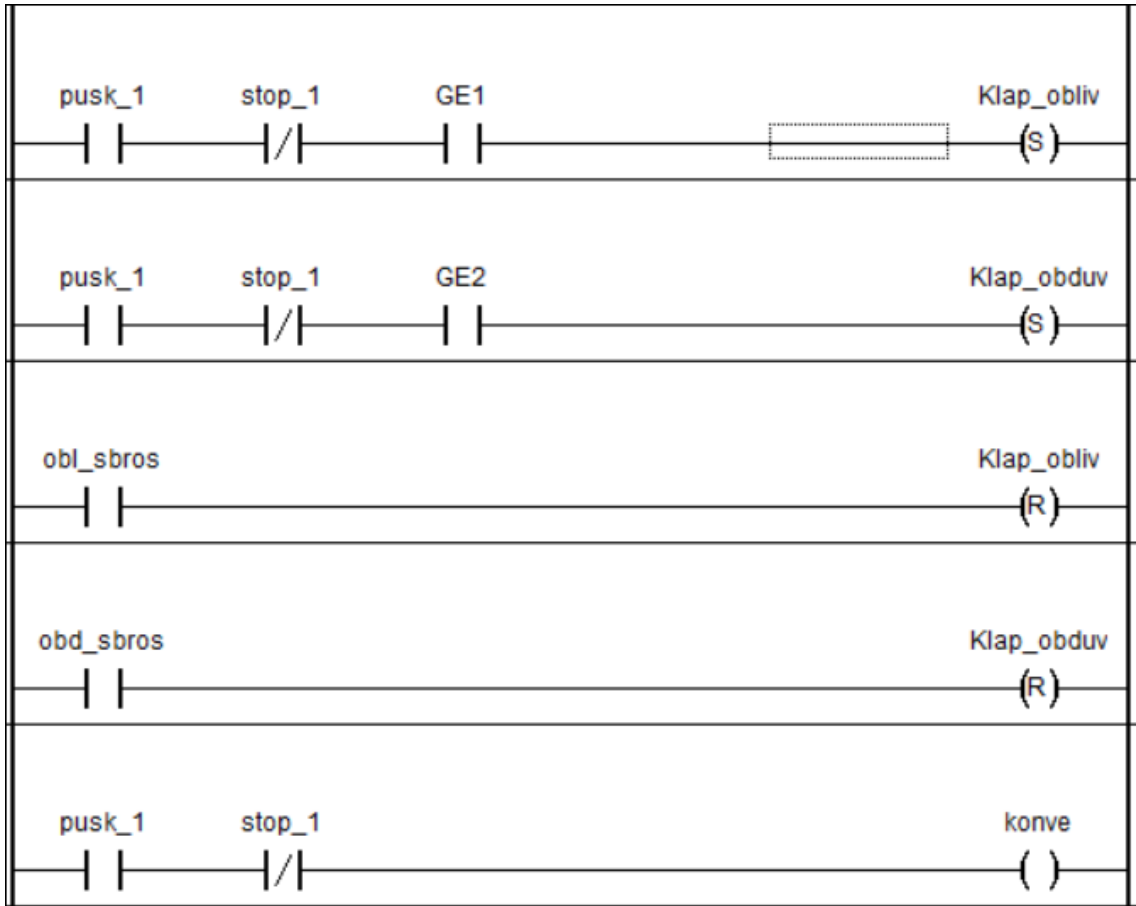 pusk_1 stop_1 GE1 Klap_obliv
S
pusk_1 stop_1 GE2 Klap_obduv
S
obl_sbros Klap_obliv
R
obd_sbros Klap_obduv
R
pusk_1 stop_1 konve